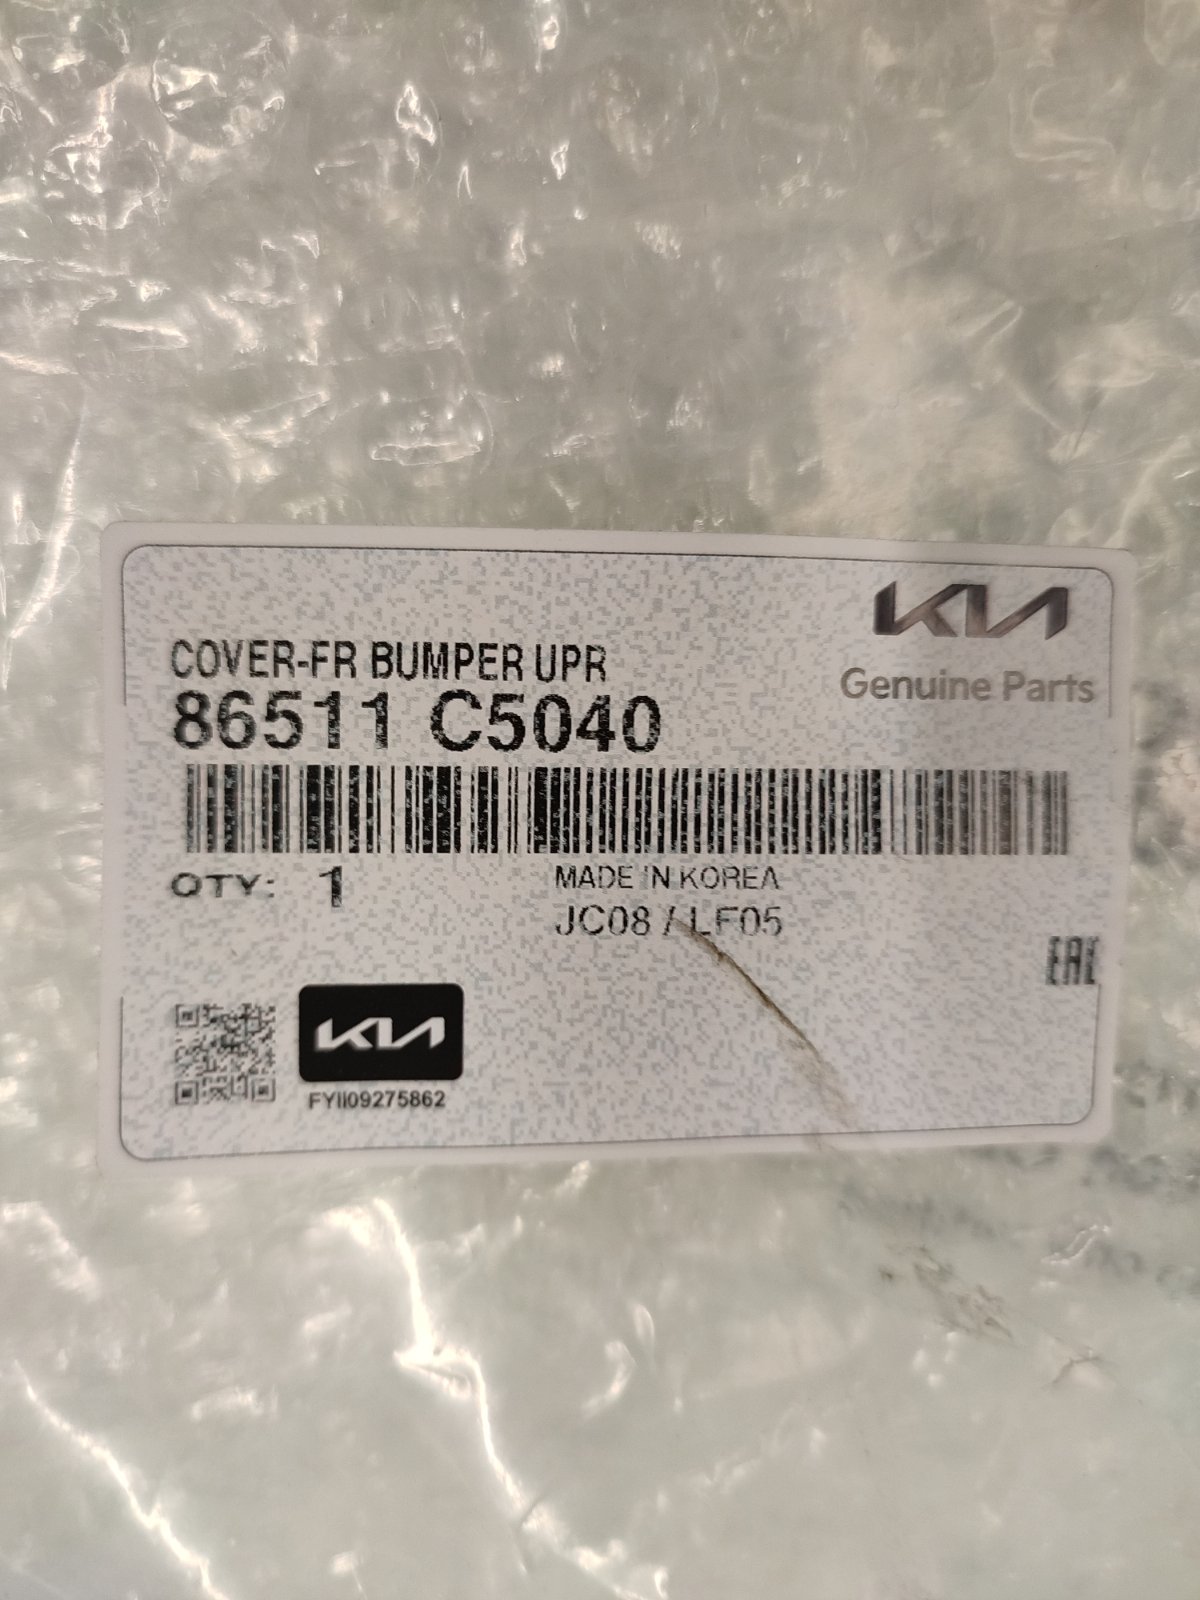 KIA
Genuine Parts
COVER-FR BUMPER UPR
86511 C5040
QTY: 1
MADE IN KOREA
JC08 / LF05
EAC
KIA
FYII09275862